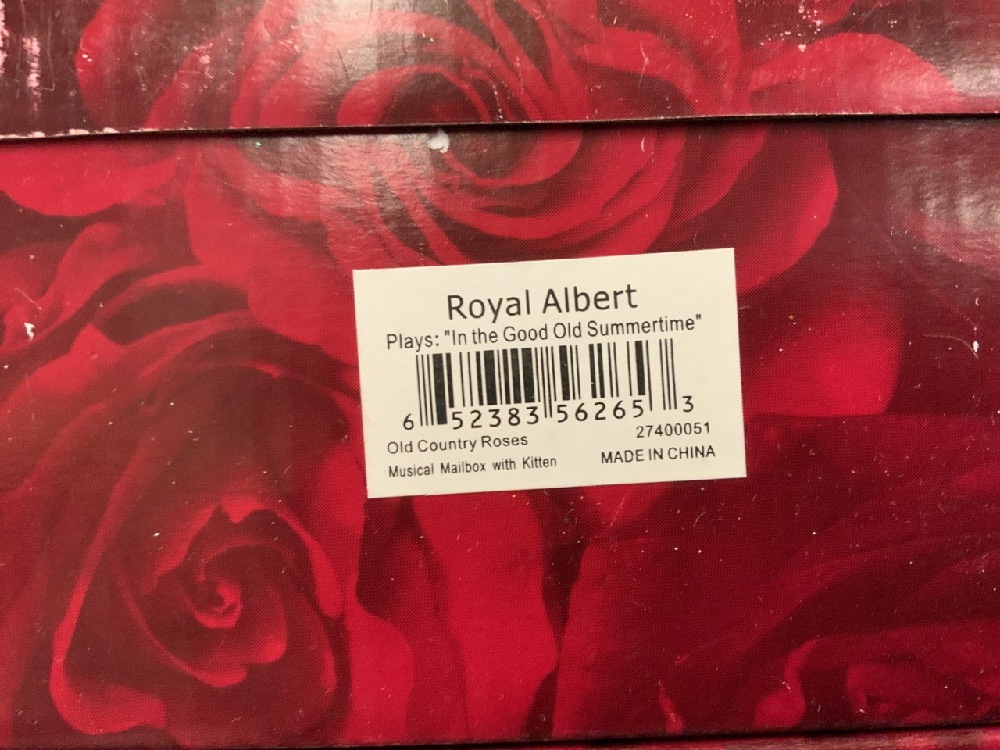 Royal Albert
Plays: "In the Good Old Summertime"
6 52383 56265 3
Old Country Roses 27400051
Musical Mailbox with Kitten MADE IN CHINA